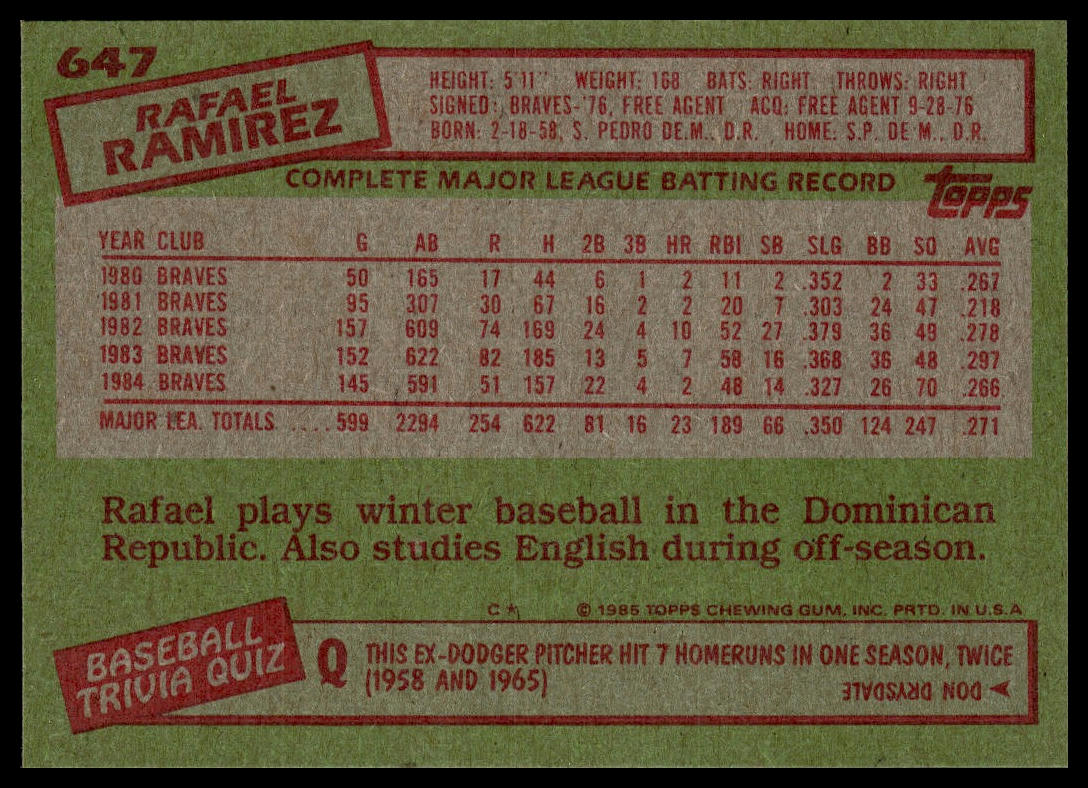 647
RAFAEL
RAMIREZ
HEIGHT: 5'11" WEIGHT: 168 BATS: RIGHT THROWS: RIGHT
SIGNED: BRAVES-'76, FREE AGENT ACQ: FREE AGENT 9-28-76
BORN: 2-18-58, S. PEDRO DE M., D.R. HOME: S.P. DE M., D.R.
COMPLETE MAJOR LEAGUE BATTING RECORD
TOPPS
YEAR CLUB G AB R H 2B 3B HR RBI SB SLG BB SO AVG
1980 BRAVES 50 165 17 44 6 1 2 11 2 .352 2 33 .267
1981 BRAVES 95 307 30 67 16 2 2 20 7 .303 24 47 .218
1982 BRAVES 157 609 74 169 24 4 10 52 27 .379 36 49 .278
1983 BRAVES 152 622 82 185 13 5 7 58 16 .368 36 48 .297
1984 BRAVES 145 591 51 157 22 4 2 48 14 .327 26 70 .266
MAJOR LEA. TOTALS ....599 2294 254 622 81 16 23 189 66 .350 124 247 .271
Rafael plays winter baseball in the Dominican
Republic. Also studies English during off-season.
C* © 1985 TOPPS CHEWING GUM, INC. PRTD. IN U.S.A
BASEBALL
TRIVIA QUIZ
Q THIS EX-DODGER PITCHER HIT 7 HOMERUNS IN ONE SEASON, TWICE
(1958 AND 1965)
DON DRYSDALE